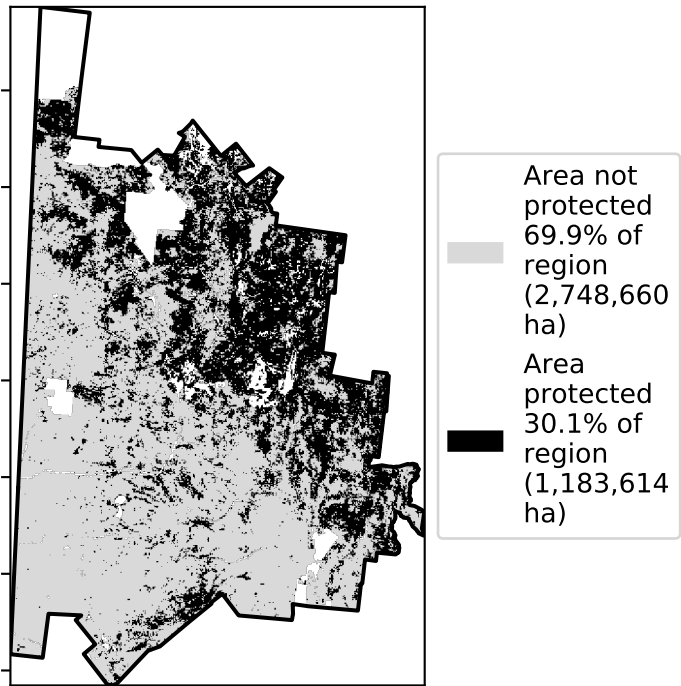 Area not
protected
69.9% of
region
(2,748,660
ha)
Area
protected
30.1% of
region
(1,183,614
ha)